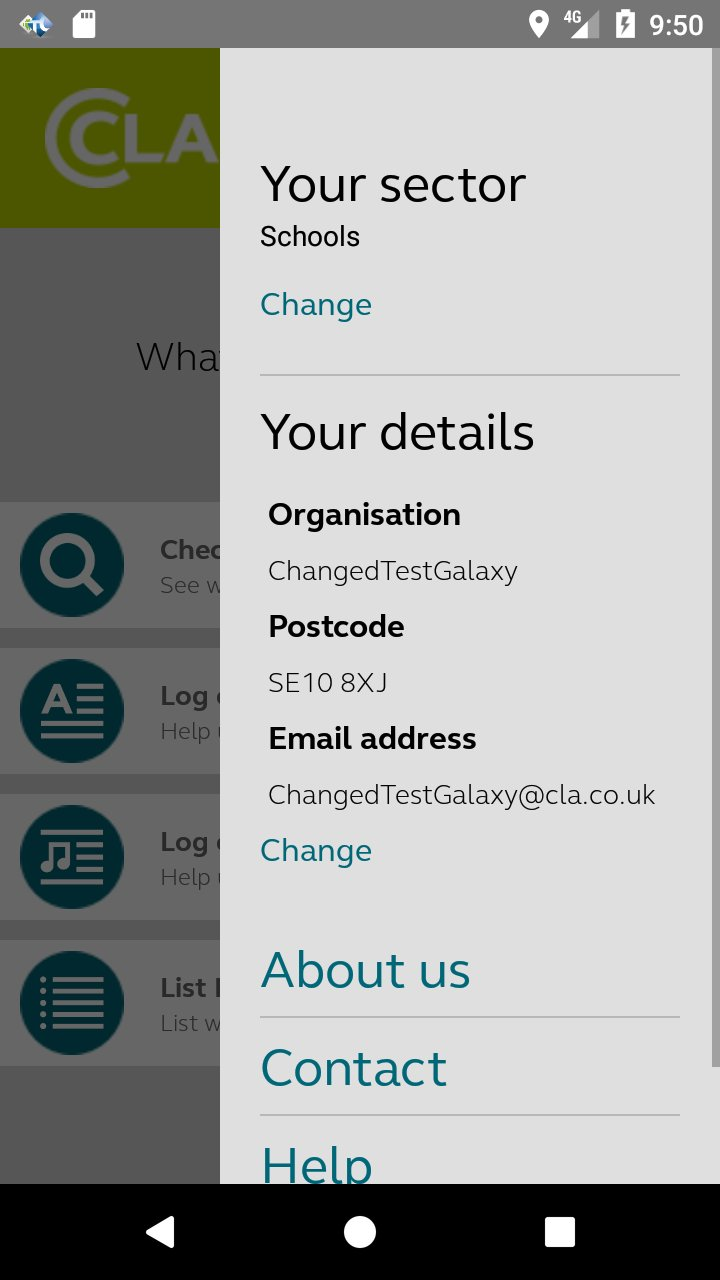 4G 9:50
CLA
Your sector
Schools
Change
What
Your details
Organisation
ChangedTestGalaxy
Postcode
SE10 8XJ
Email address
ChangedTestGalaxy@cla.co.uk
Change
Chec
See w
Log
Help
Log
Help
List
List w
About us
Contact
Help